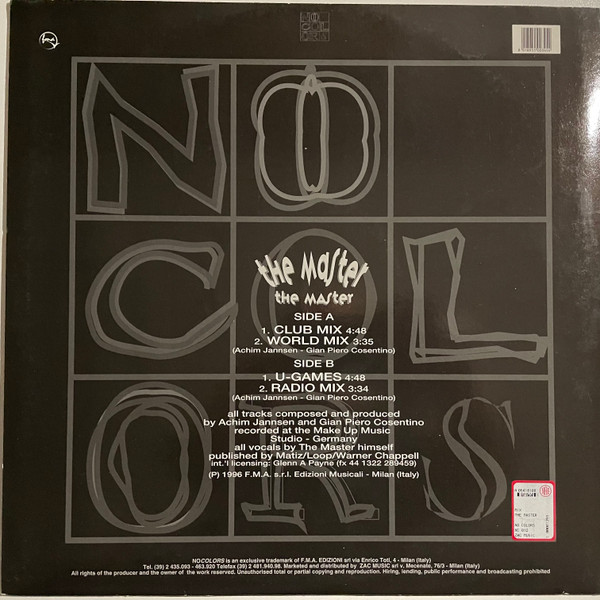 fma
NO
COL
ORS
NO
COL
ORS
the Master
the Master
SIDE A
1. CLUB MIX 4:48
2. WORLD MIX 3:35
(Achim Jannsen - Gian Piero Cosentino)
SIDE B
1. U-GAMES 4:48
2. RADIO MIX 3:34
(Achim Jannsen - Gian Piero Cosentino)
all tracks composed and produced
by Achim Jannsen and Gian Piero Cosentino
recorded at the Make Up Music
Studio - Germany
all vocals by The Master himself
published by Matiz/Loop/Warner Chappell
int.'l licensing: Glenn A Payne (fx 44 1322 289459)
(P) 1996 F.M.A. s.r.l. Edizioni Musicali - Milan (Italy)
THE MASTER
NO COLORS
ZAC MUSIC
NOCOLORS is an exclusive trademark of F.M.A. EDIZIONI srl via Enrico Toti, 4 - Milan (Italy)
Tel. (39) 2 435.093 - 463.920 Telefax (39) 2 481.940.98. Marketed and distributed by ZAC MUSIC srl v. Mecenate, 76/3 - Milan (Italy)
All rights of the producer and the owner of the work reserved. Unauthorised total or partial copying and reproduction. Hiring, lending, public performance and broadcasting prohibited